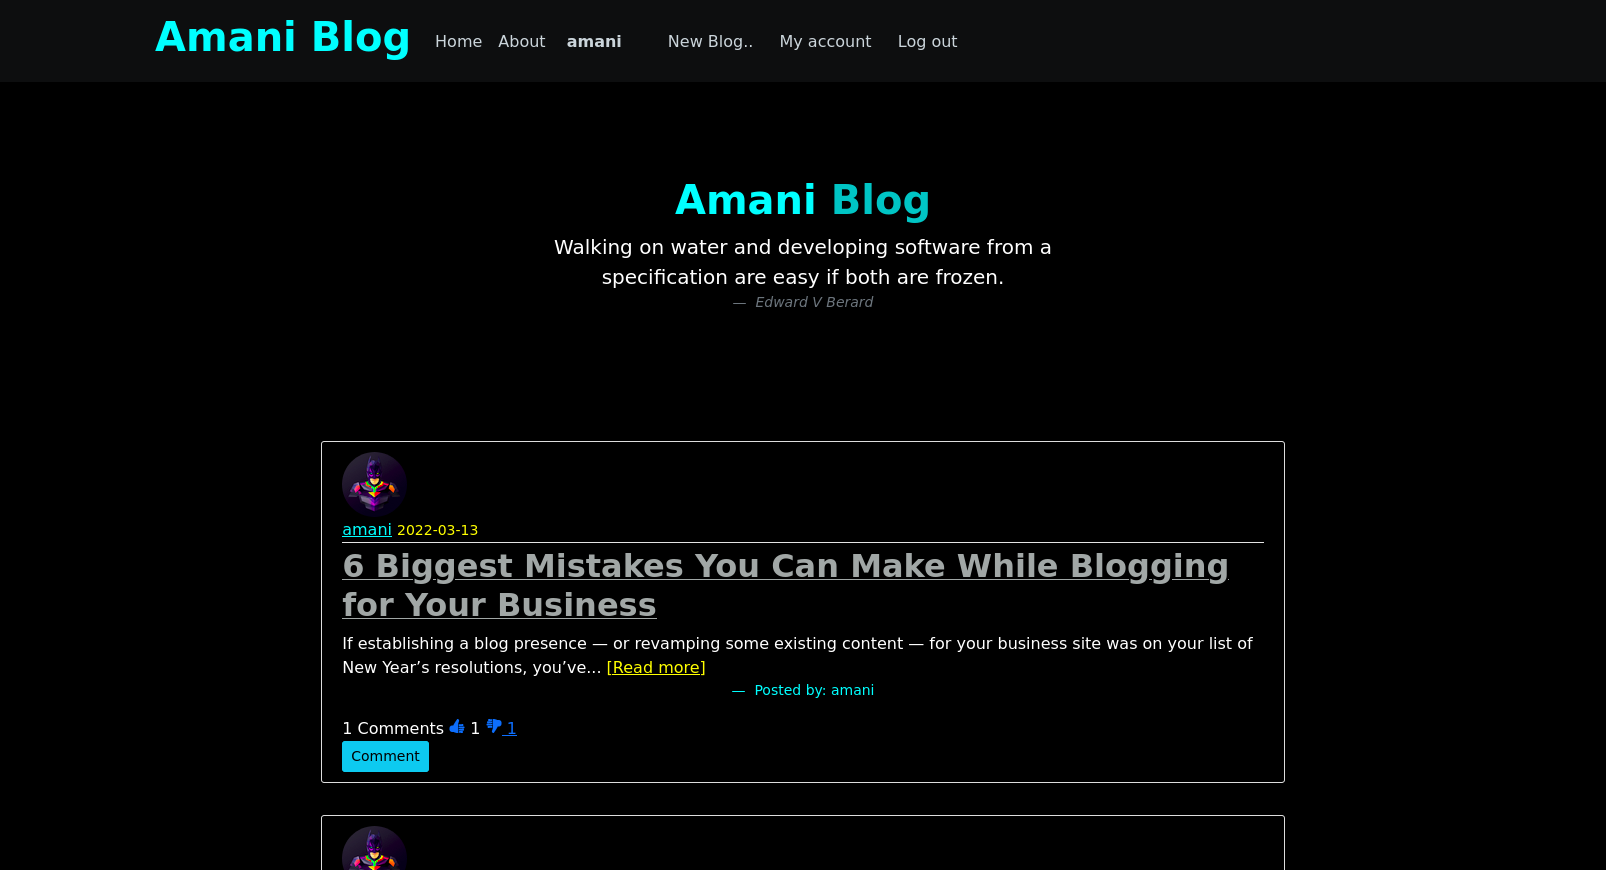 Amani Blog Home About amani New Blog.. My account Log out
Amani Blog
Walking on water and developing software from a
specification are easy if both are frozen.
— Edward V Berard
amani 2022-03-13
6 Biggest Mistakes You Can Make While Blogging
for Your Business
If establishing a blog presence — or revamping some existing content — for your business site was on your list of
New Year’s resolutions, you’ve... [Read more]
— Posted by: amani
1 Comments 1 1
Comment